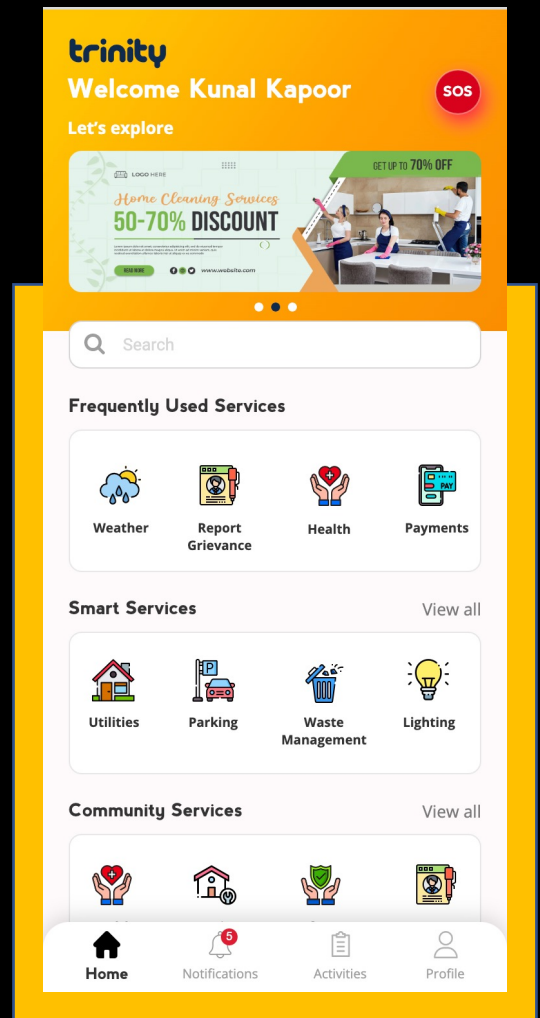 trinity
Welcome Kunal Kapoor
SOS
Let's explore
LOGO HERE
GET UP TO 70% OFF
Home Cleaning Services
50-70% DISCOUNT
READ MORE
www.website.com
Search
Frequently Used Services
Weather
Report
Grievance
Health
Payments
PAY
Smart Services
View all
P
Utilities
Parking
Waste
Management
Lighting
Community Services
View all
5
Home
Notifications
Activities
Profile